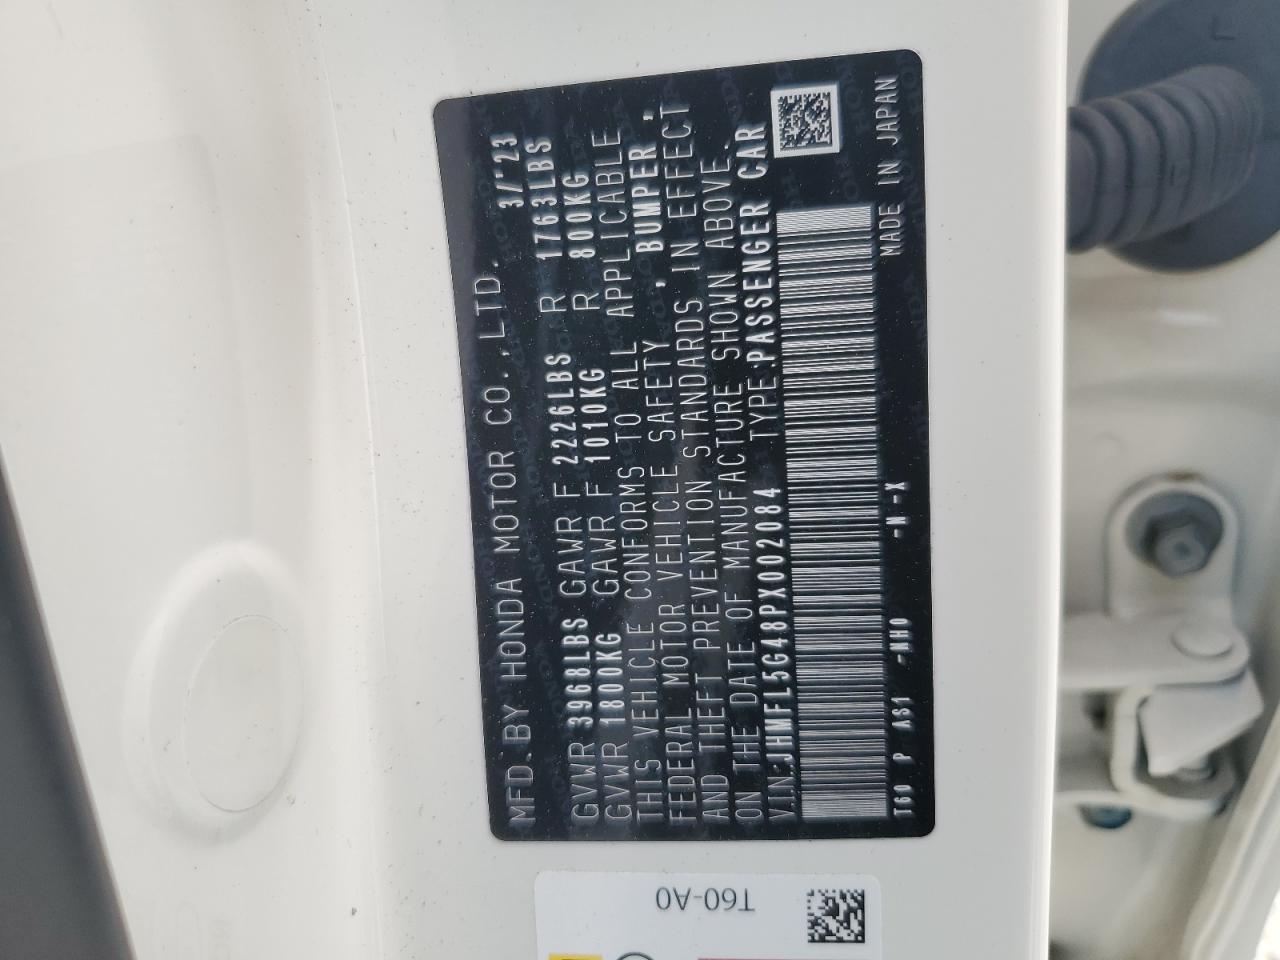 MFD. BY HONDA MOTOR CO., LTD. 3/'23
GVWR 3968LBS GAWR F 2226LBS R 1763LBS
GVWR 1800KG GAWR F 1010KG R 800KG
THIS VEHICLE CONFORMS TO ALL APPLICABLE
FEDERAL MOTOR VEHICLE SAFETY , BUMPER ,
AND THEFT PREVENTION STANDARDS IN EFFECT
ON THE DATE OF MANUFACTURE SHOWN ABOVE.
V.I.N.:JHMFL5G48PX002084 TYPE:PASSENGER CAR
T60 P AS1 -NH0 -N -X MADE IN JAPAN
T60-A0